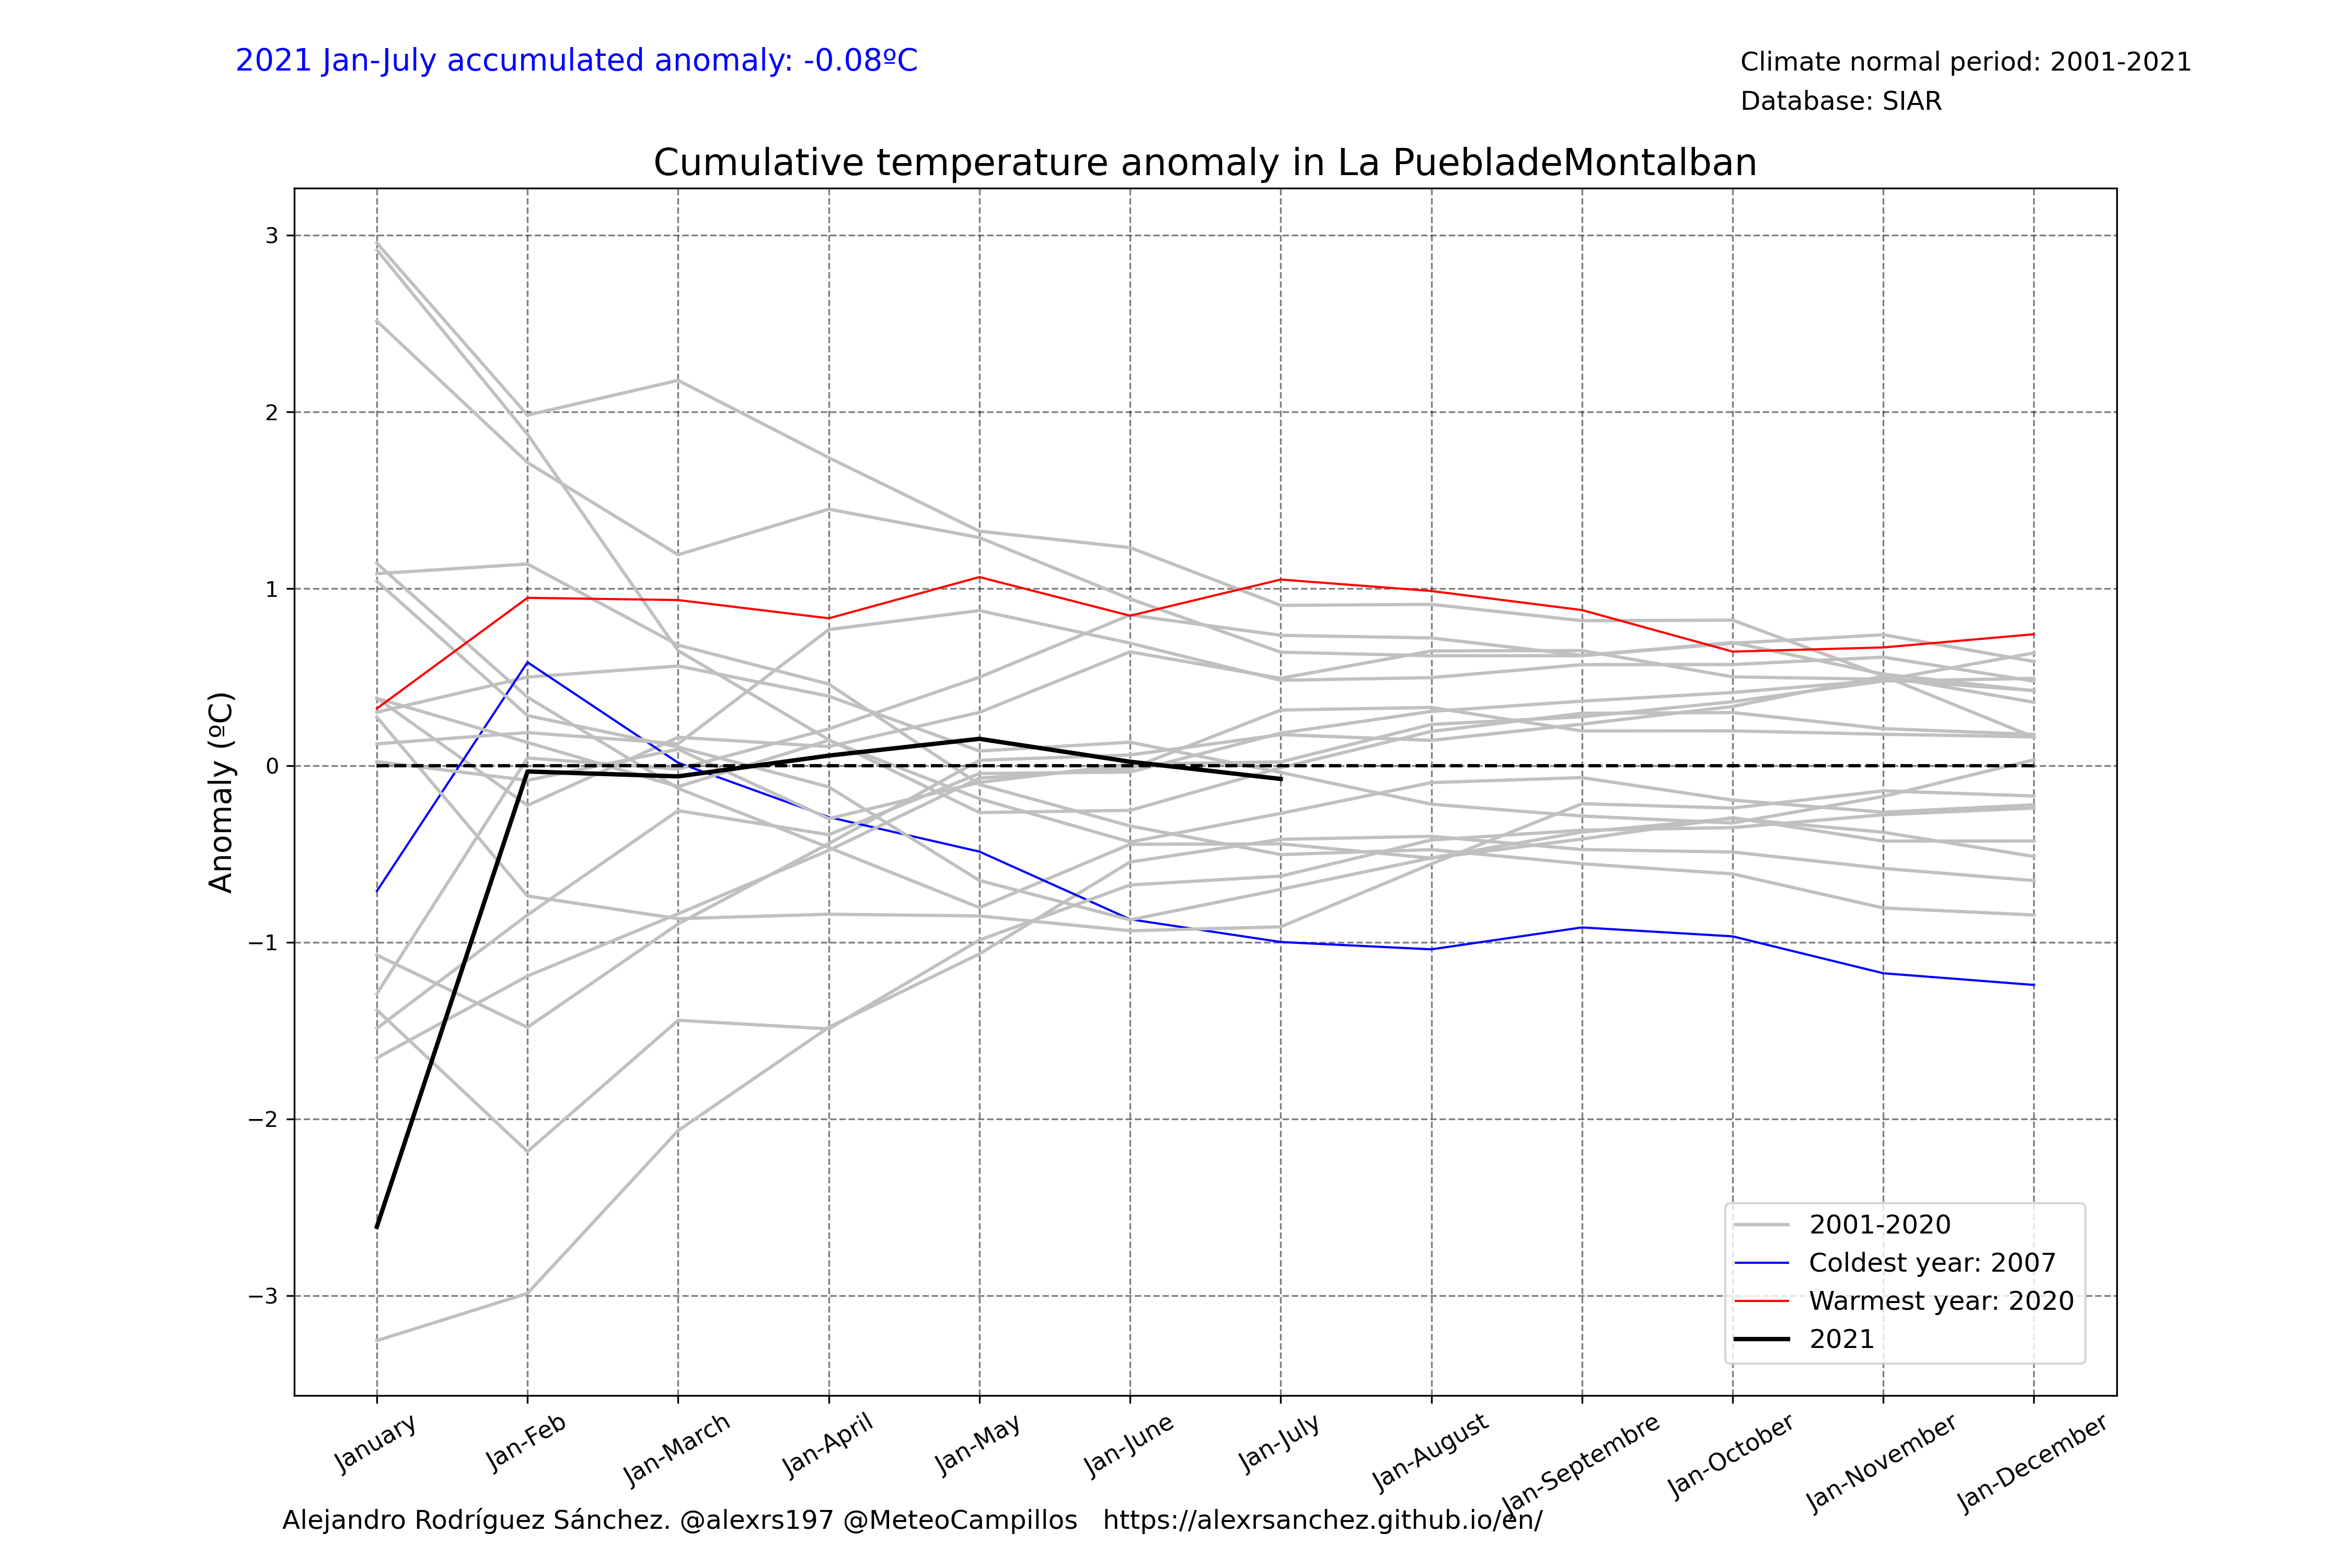 2021 Jan-July accumulated anomaly: -0.08ºC
Climate normal period: 2001-2021
Database: SIAR
Cumulative temperature anomaly in La PuebladeMontalban
Anomaly (ºC)
3
2
1
0
−1
−2
−3
2001-2020
Coldest year: 2007
Warmest year: 2020
2021
January
Jan-Feb
Jan-March
Jan-April
Jan-May
Jan-June
Jan-July
Jan-August
Jan-Septembre
Jan-October
Jan-November
Jan-December
Alejandro Rodríguez Sánchez. @alexrs197 @MeteoCampillos https://alexrsanchez.github.io/en/